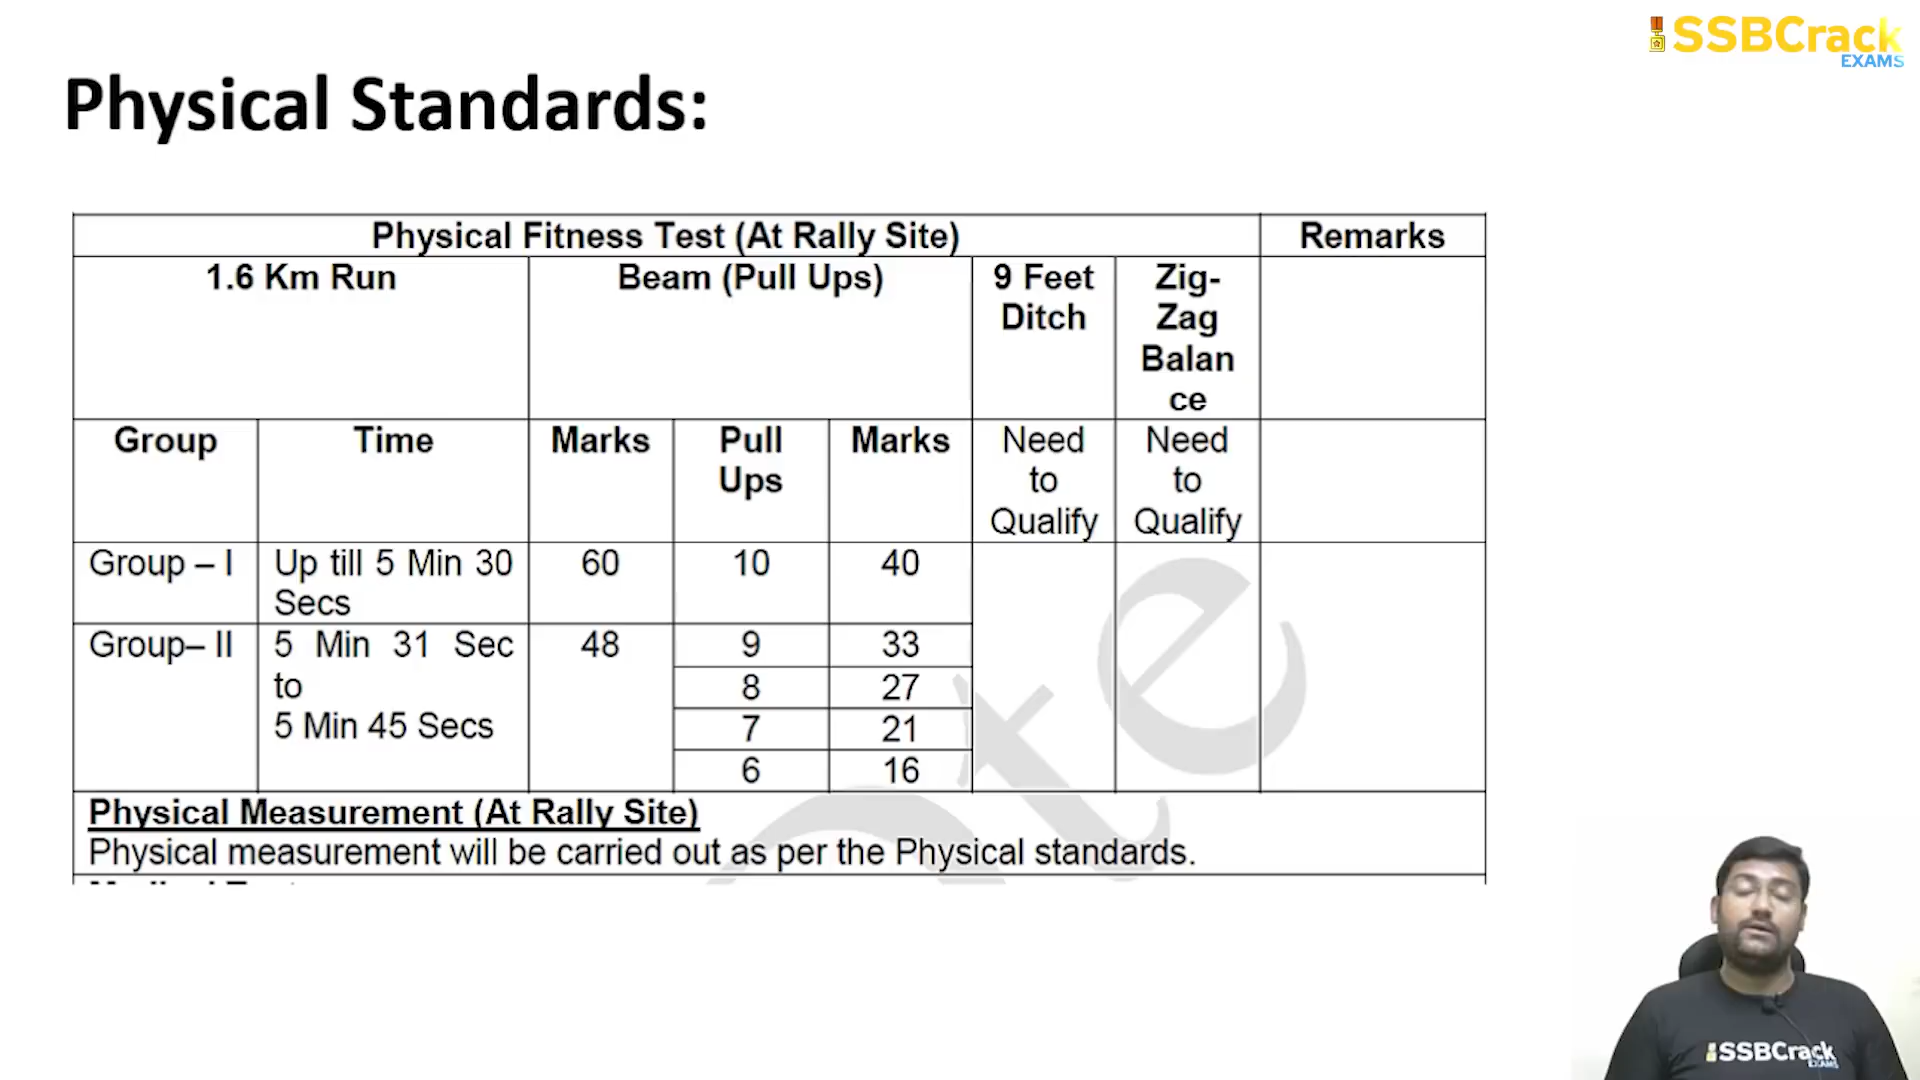 SSBCrack
EXAMS
Physical Standards:
Physical Fitness Test (At Rally Site)
Remarks
1.6 Km Run
Beam (Pull Ups)
9 Feet
Ditch
Zig-
Zag
Balan
ce
Group
Time
Marks
Pull
Ups
Marks
Need
to
Qualify
Need
to
Qualify
Group – I
Up till 5 Min 30
Secs
60
10
40
Group– II
5 Min 31 Sec
to
5 Min 45 Secs
48
9
33
8
27
7
21
6
16
Physical Measurement (At Rally Site)
Physical measurement will be carried out as per the Physical standards.
SSBCrack
EXAMS